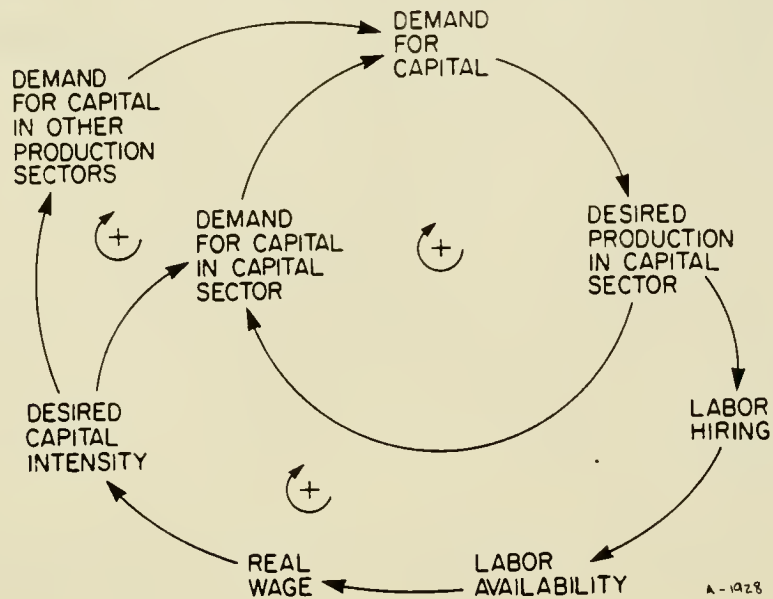 DEMAND
FOR
CAPITAL
DEMAND
FOR CAPITAL
IN OTHER
PRODUCTION
SECTORS
+
DEMAND
FOR CAPITAL
IN CAPITAL
SECTOR
+
DESIRED
PRODUCTION
IN CAPITAL
SECTOR
DESIRED
CAPITAL
INTENSITY
LABOR
HIRING
+
REAL
WAGE
LABOR
AVAILABILITY
A-1928